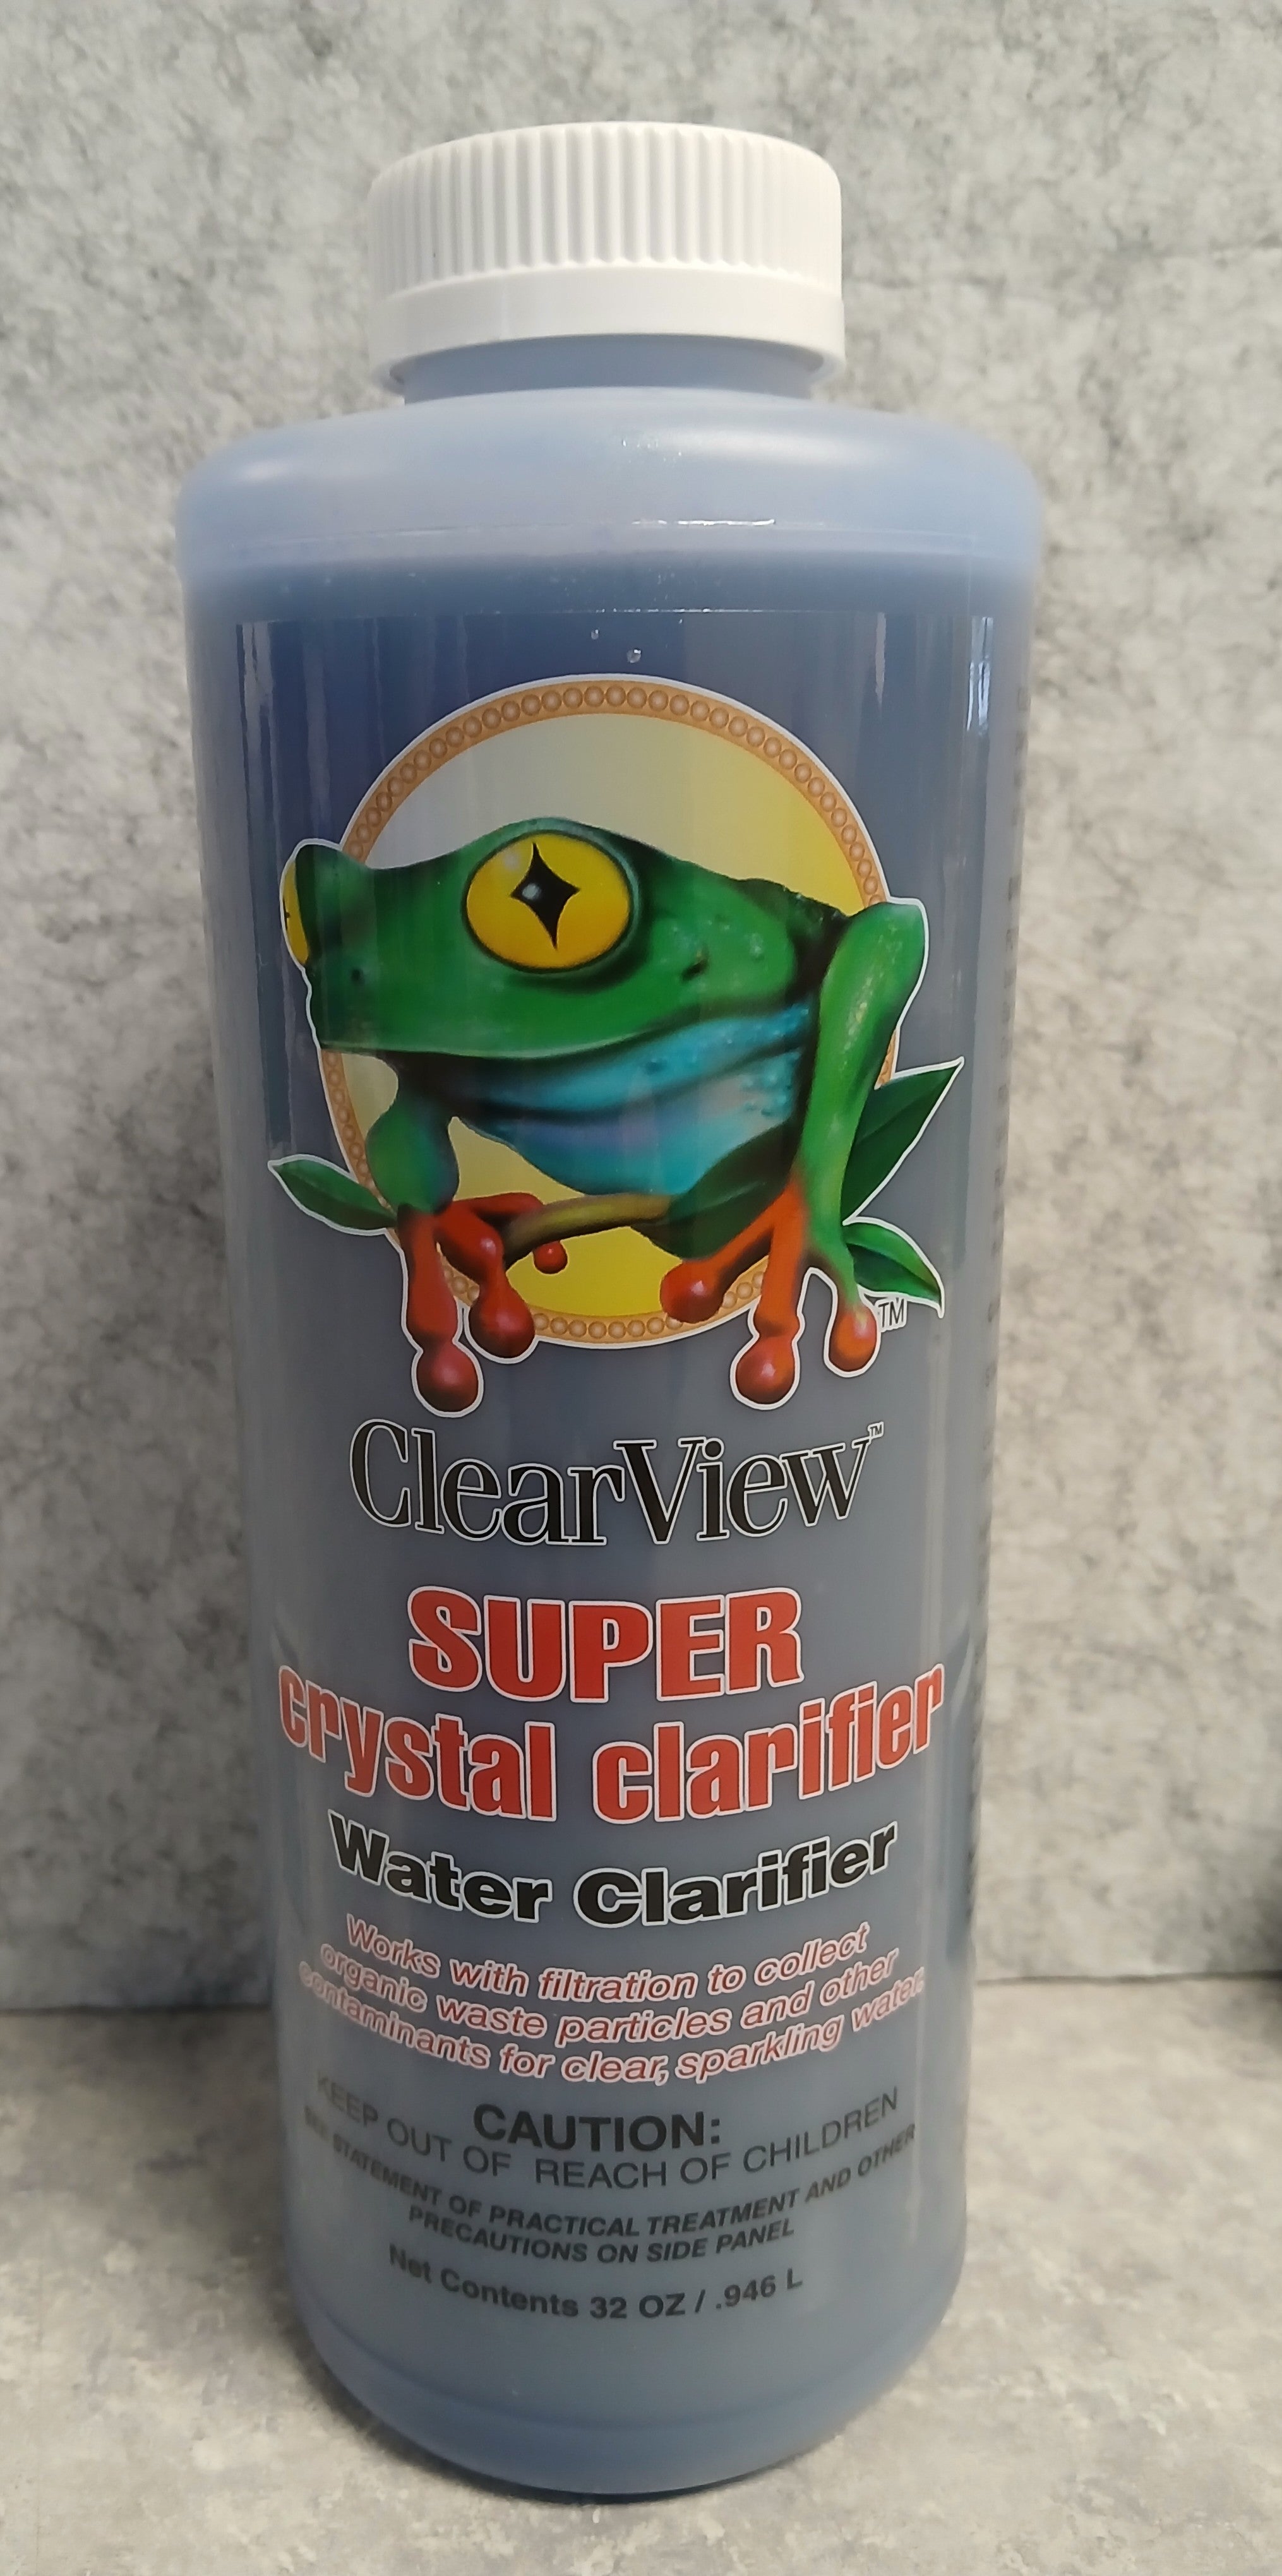 TM
ClearView™
SUPER
crystal clarifier
Water Clarifier
Works with filtration to collect
organic waste particles and other
contaminants for clear, sparkling water.
CAUTION:
KEEP OUT OF REACH OF CHILDREN
SEE STATEMENT OF PRACTICAL TREATMENT AND OTHER
PRECAUTIONS ON SIDE PANEL
Net Contents 32 OZ / .946 L